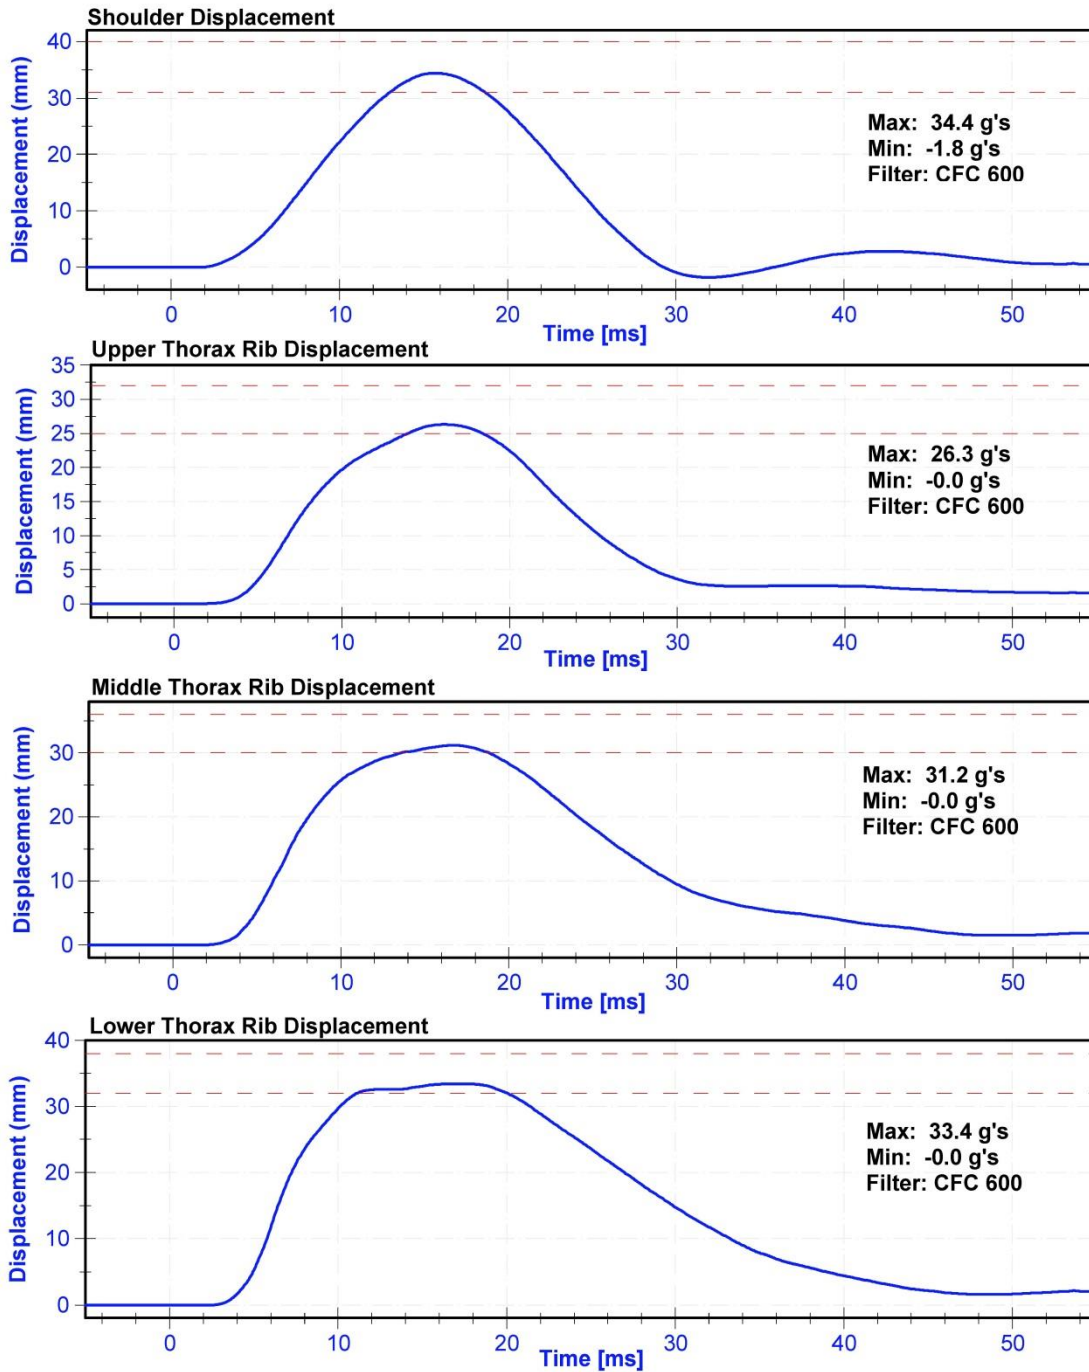 Shoulder Displacement
Displacement (mm)
40
30
20
10
0
Max: 34.4 g's
Min: -1.8 g's
Filter: CFC 600
0 10 20 30 40 50
Time [ms]
Upper Thorax Rib Displacement
Displacement (mm)
35
30
25
20
15
10
5
0
Max: 26.3 g's
Min: -0.0 g's
Filter: CFC 600
0 10 20 30 40 50
Time [ms]
Middle Thorax Rib Displacement
Displacement (mm)
30
20
10
0
Max: 31.2 g's
Min: -0.0 g's
Filter: CFC 600
0 10 20 30 40 50
Time [ms]
Lower Thorax Rib Displacement
Displacement (mm)
40
30
20
10
0
Max: 33.4 g's
Min: -0.0 g's
Filter: CFC 600
0 10 20 30 40 50
Time [ms]